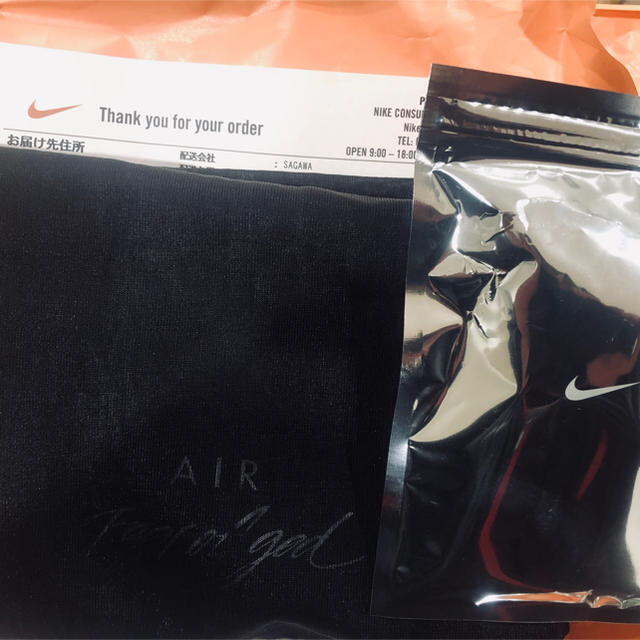 Thank you for your order
NIKE CONSU
Nike
TEL:
OPEN 9:00 – 18:00
お届け先住所
配送会社 : SAGAWA
AIR
Fear of god